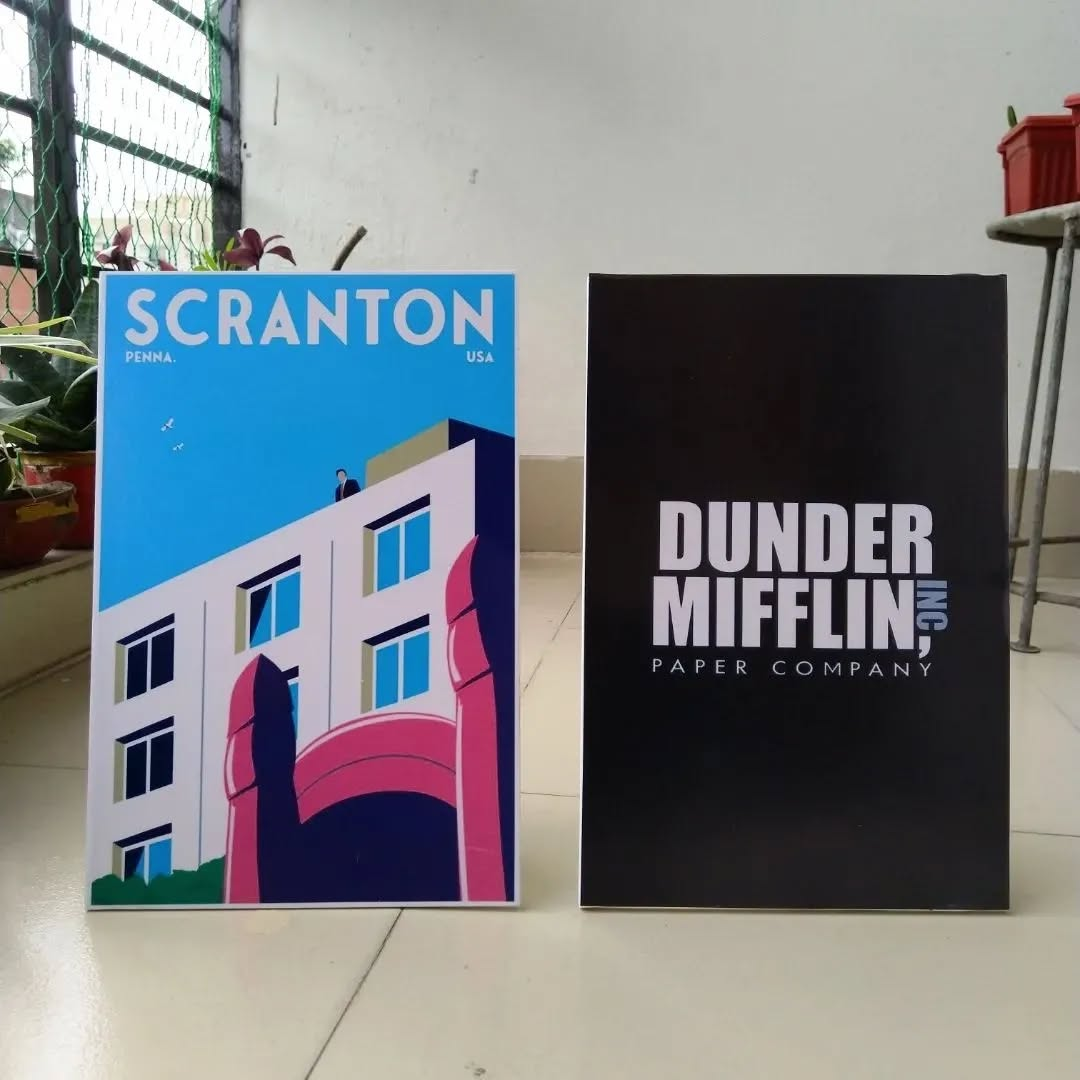 SCRANTON
PENNA. USA
DUNDER
MIFFLIN, INC
PAPER COMPANY